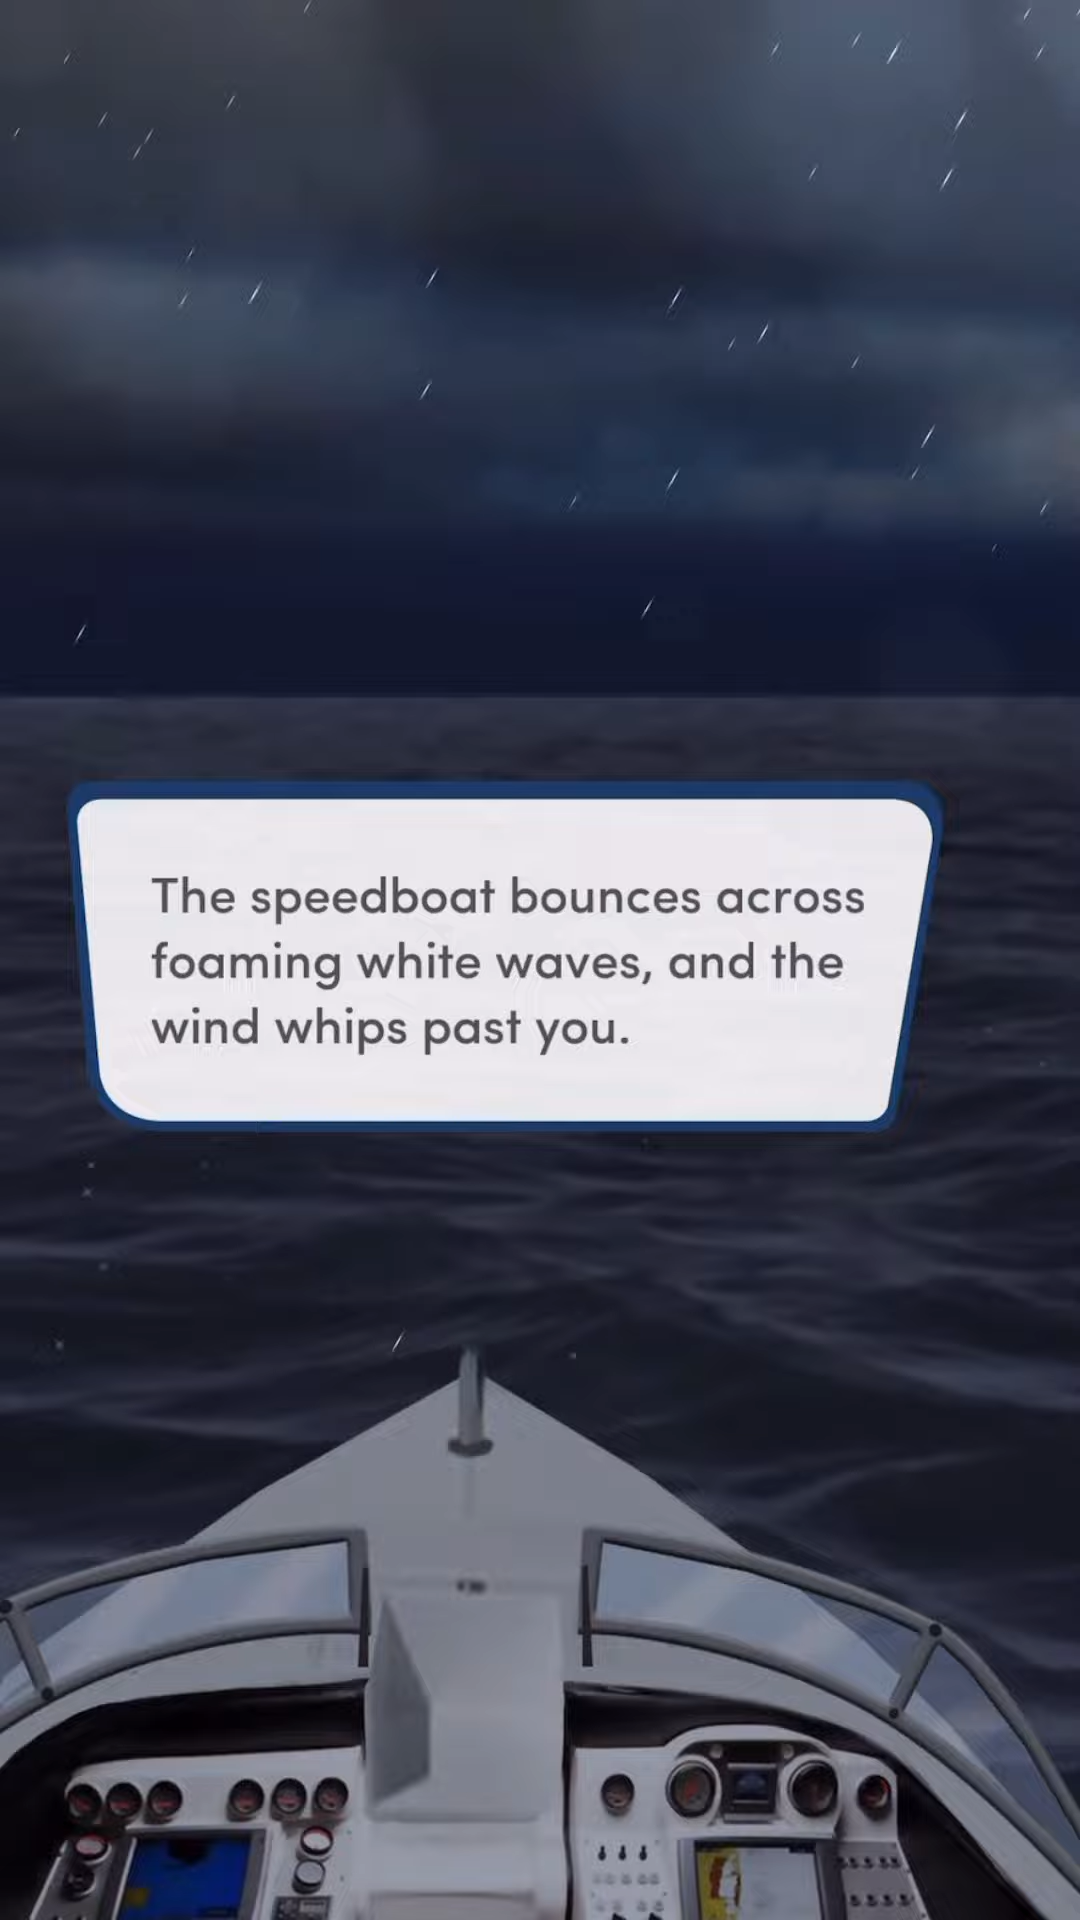 The speedboat bounces across
foaming white waves, and the
wind whips past you.